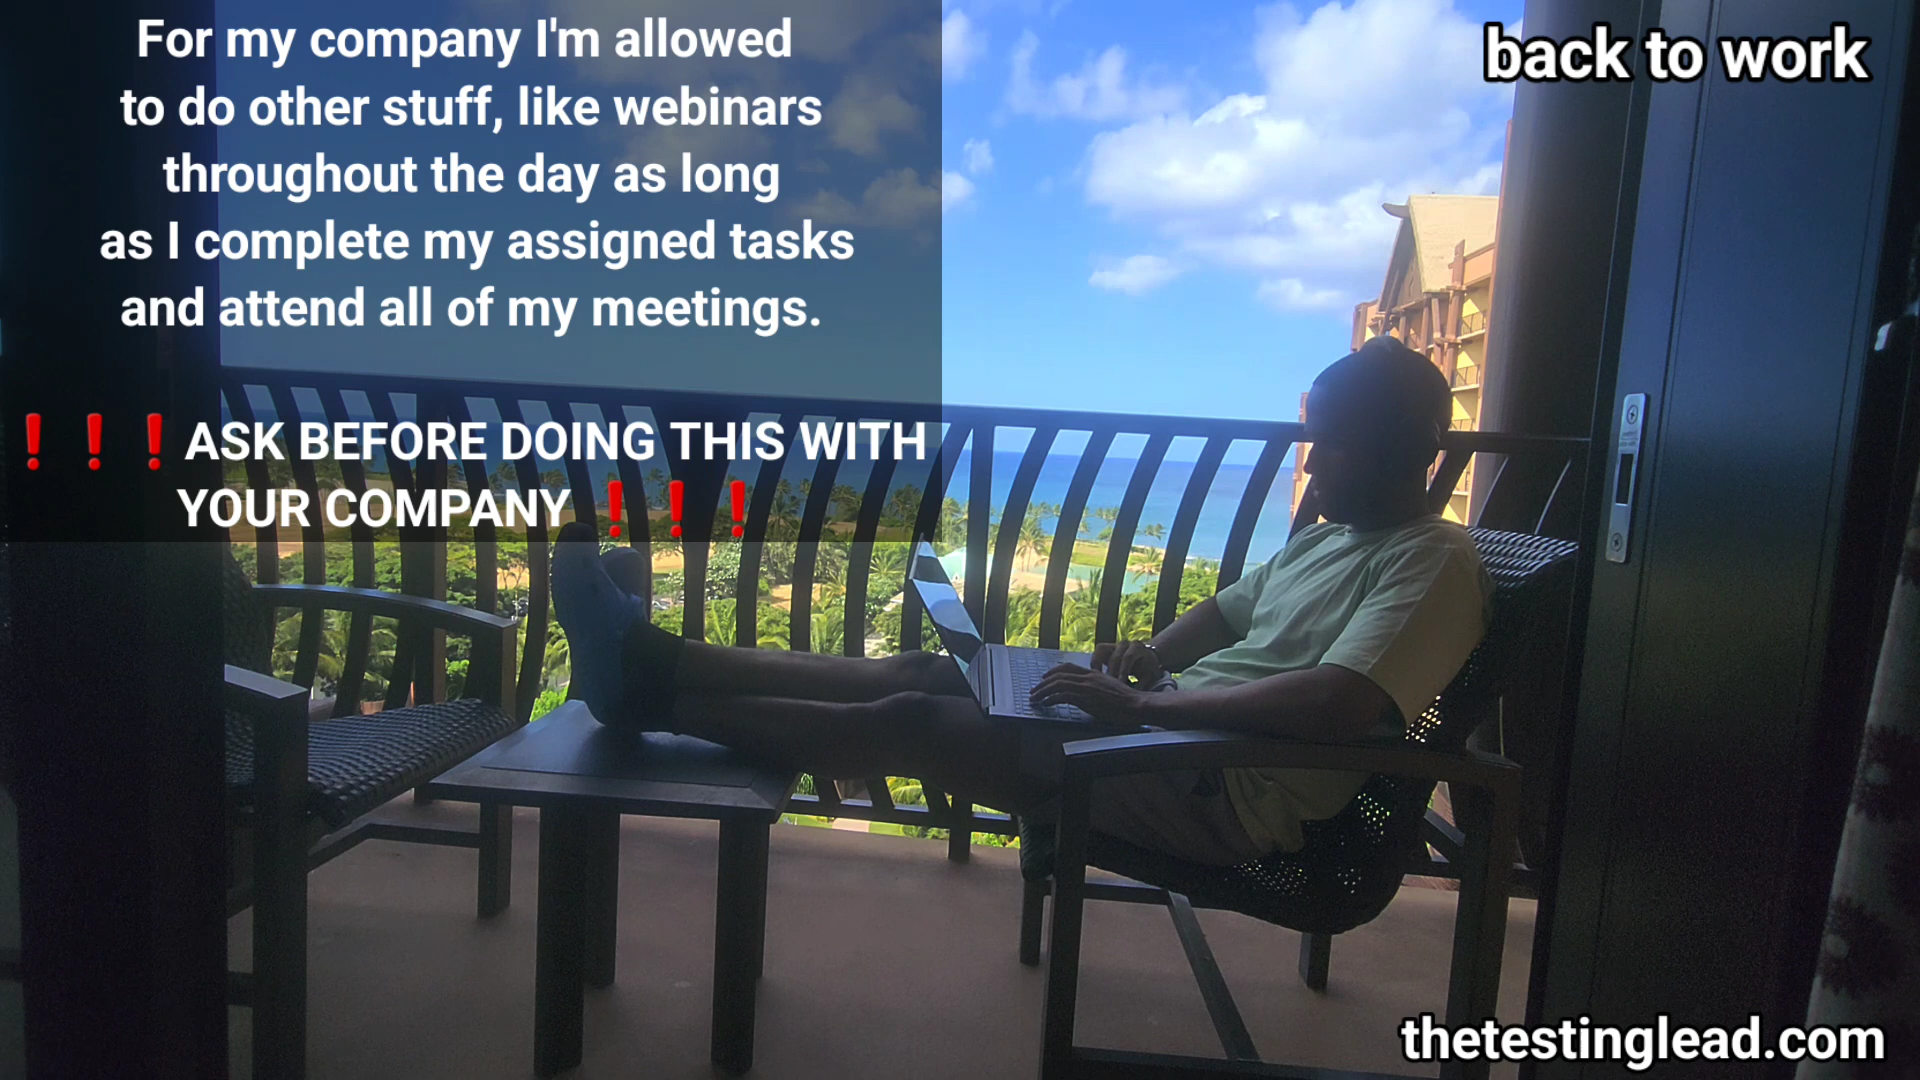 For my company I'm allowed
to do other stuff, like webinars
throughout the day as long
as I complete my assigned tasks
and attend all of my meetings.
❗❗❗ASK BEFORE DOING THIS WITH
YOUR COMPANY ❗❗❗
back to work
thetestinglead.com